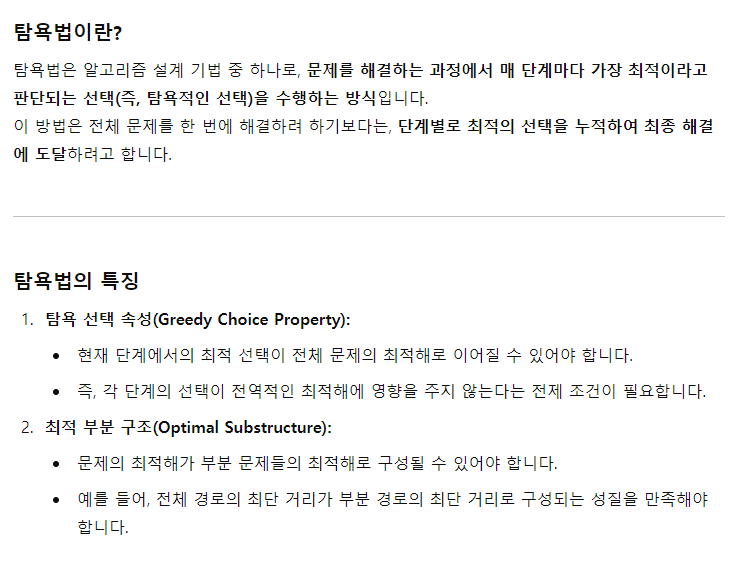 탐욕법이란?
탐욕법은 알고리즘 설계 기법 중 하나로, 문제를 해결하는 과정에서 매 단계마다 가장 최적이라고
판단되는 선택(즉, 탐욕적인 선택)을 수행하는 방식입니다.
이 방법은 전체 문제를 한 번에 해결하려 하기보다는, 단계별로 최적의 선택을 누적하여 최종 해결
에 도달하려고 합니다.
탐욕법의 특징
1. 탐욕 선택 속성(Greedy Choice Property):
• 현재 단계에서의 최적 선택이 전체 문제의 최적해로 이어질 수 있어야 합니다.
• 즉, 각 단계의 선택이 전역적인 최적해에 영향을 주지 않는다는 전제 조건이 필요합니다.
2. 최적 부분 구조(Optimal Substructure):
• 문제의 최적해가 부분 문제들의 최적해로 구성될 수 있어야 합니다.
• 예를 들어, 전체 경로의 최단 거리가 부분 경로의 최단 거리로 구성되는 성질을 만족해야
합니다.